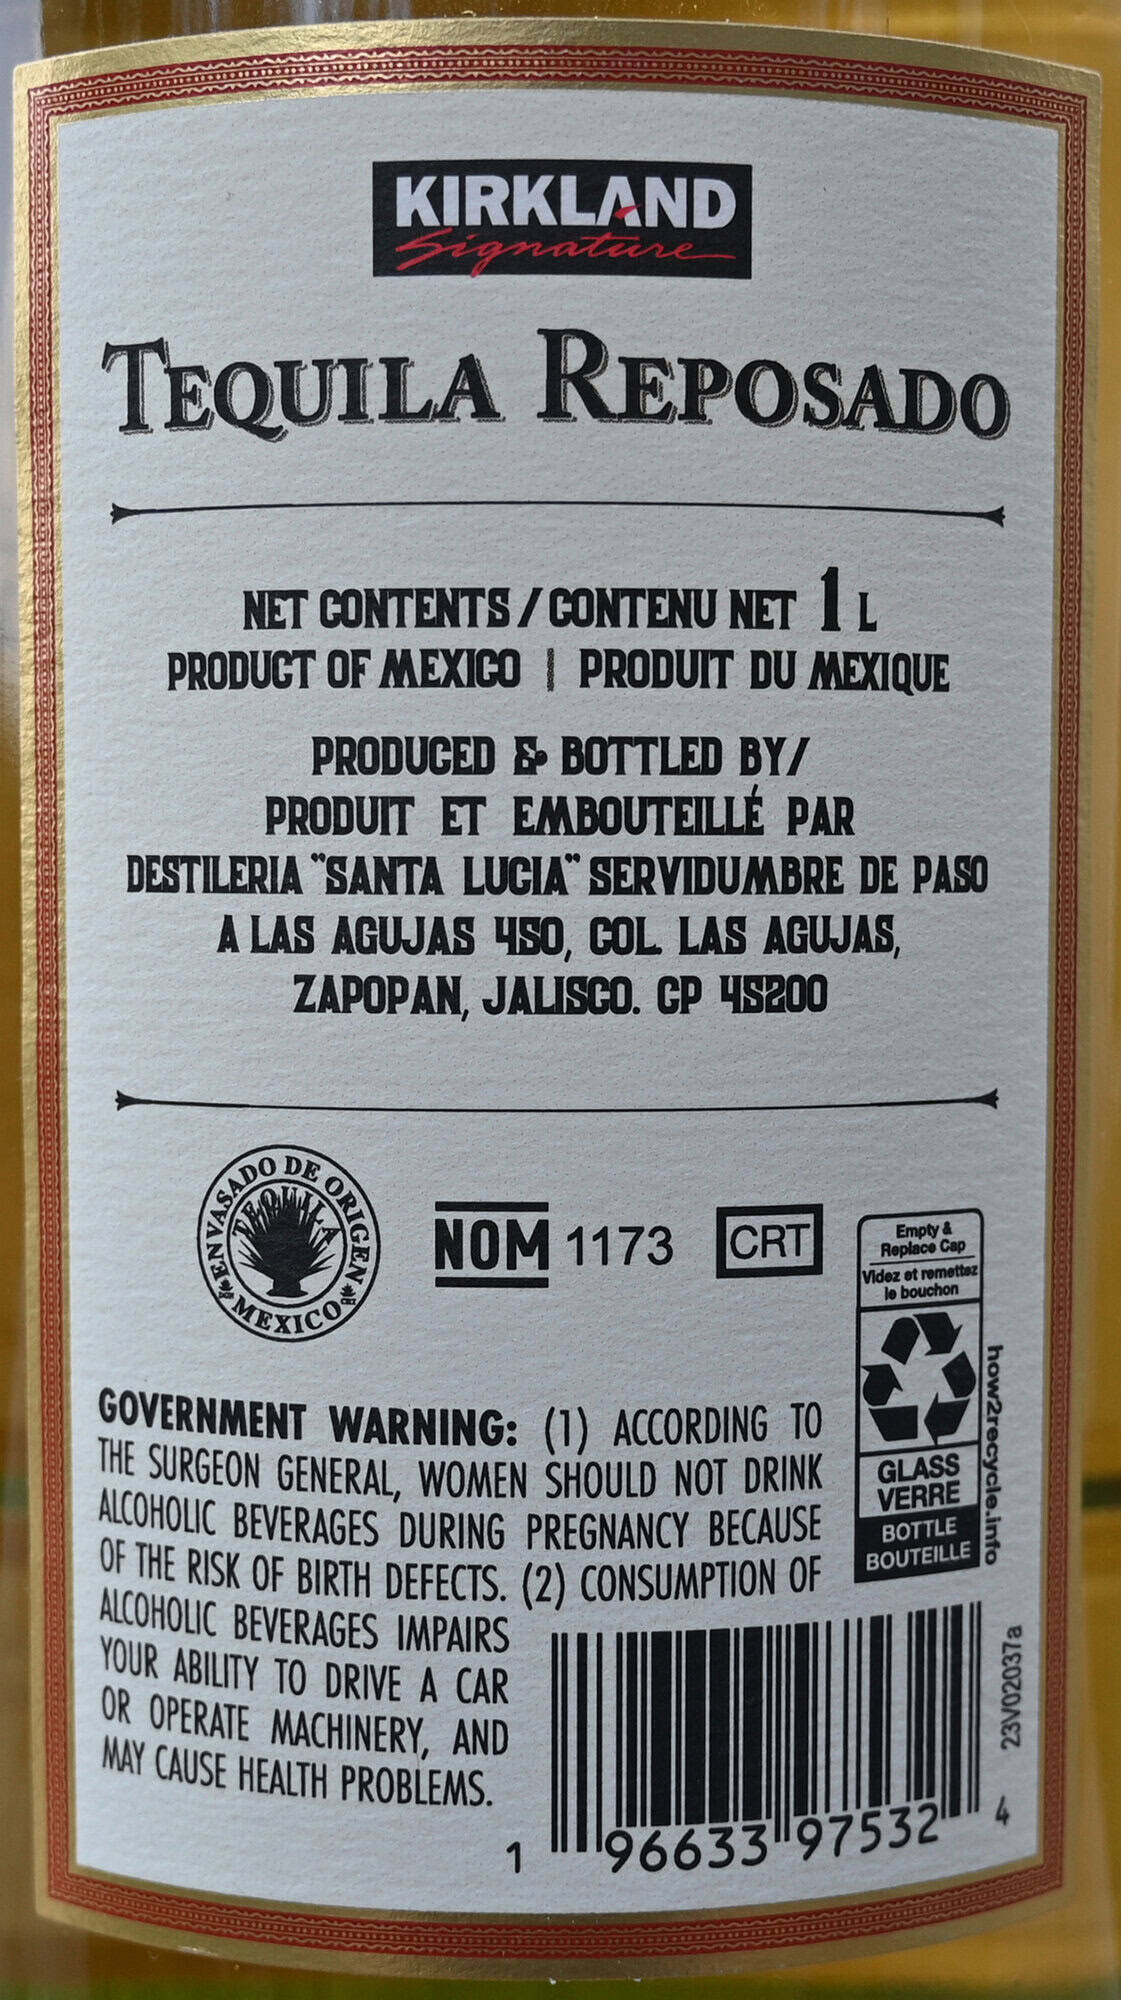 KIRKLAND
Signature
TEQUILA REPOSADO
NET CONTENTS / CONTENU NET 1 L
PRODUCT OF MEXICO | PRODUIT DU MEXIQUE
PRODUCED & BOTTLED BY/
PRODUIT ET EMBOUTEILLÉ PAR
DESTILERIA "SANTA LUCIA" SERVIDUMBRE DE PASO
A LAS AGUJAS 450, COL. LAS AGUJAS,
ZAPOPAN, JALISCO. CP 45200
ENVASADO DE ORIGEN
TEQUILA
MEXICO
NOM 1173
CRT
Empty &
Replace Cap
Videz et remettez
le bouchon
GLASS
VERRE
BOTTLE
BOUTEILLE
how2recycle.info
GOVERNMENT WARNING: (1) ACCORDING TO
THE SURGEON GENERAL, WOMEN SHOULD NOT DRINK
ALCOHOLIC BEVERAGES DURING PREGNANCY BECAUSE
OF THE RISK OF BIRTH DEFECTS. (2) CONSUMPTION OF
ALCOHOLIC BEVERAGES IMPAIRS
YOUR ABILITY TO DRIVE A CAR
OR OPERATE MACHINERY, AND
MAY CAUSE HEALTH PROBLEMS.
1 96633 97532 4
23V02037a